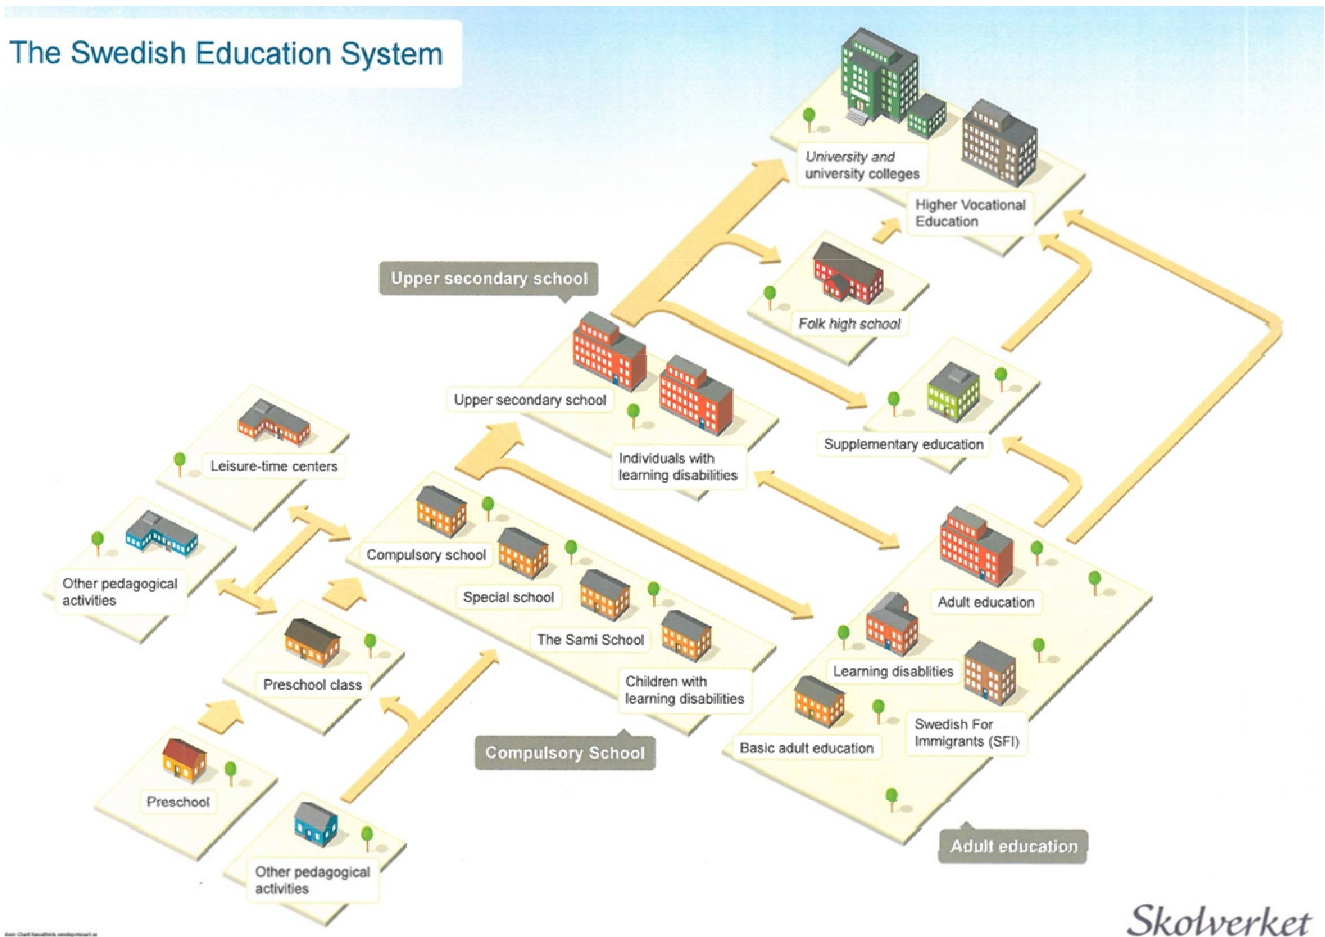 The Swedish Education System
University and
university colleges
Higher Vocational
Education
Upper secondary school
Folk high school
Upper secondary school
Supplementary education
Individuals with
learning disabilities
Leisure-time centers
Other pedagogical
activities
Compulsory school
Special school
The Sami School
Children with
learning disabilities
Adult education
Learning disablities
Swedish For
Immigrants (SFI)
Basic adult education
Preschool class
Compulsory School
Preschool
Other pedagogical
activities
Adult education
Skolverket